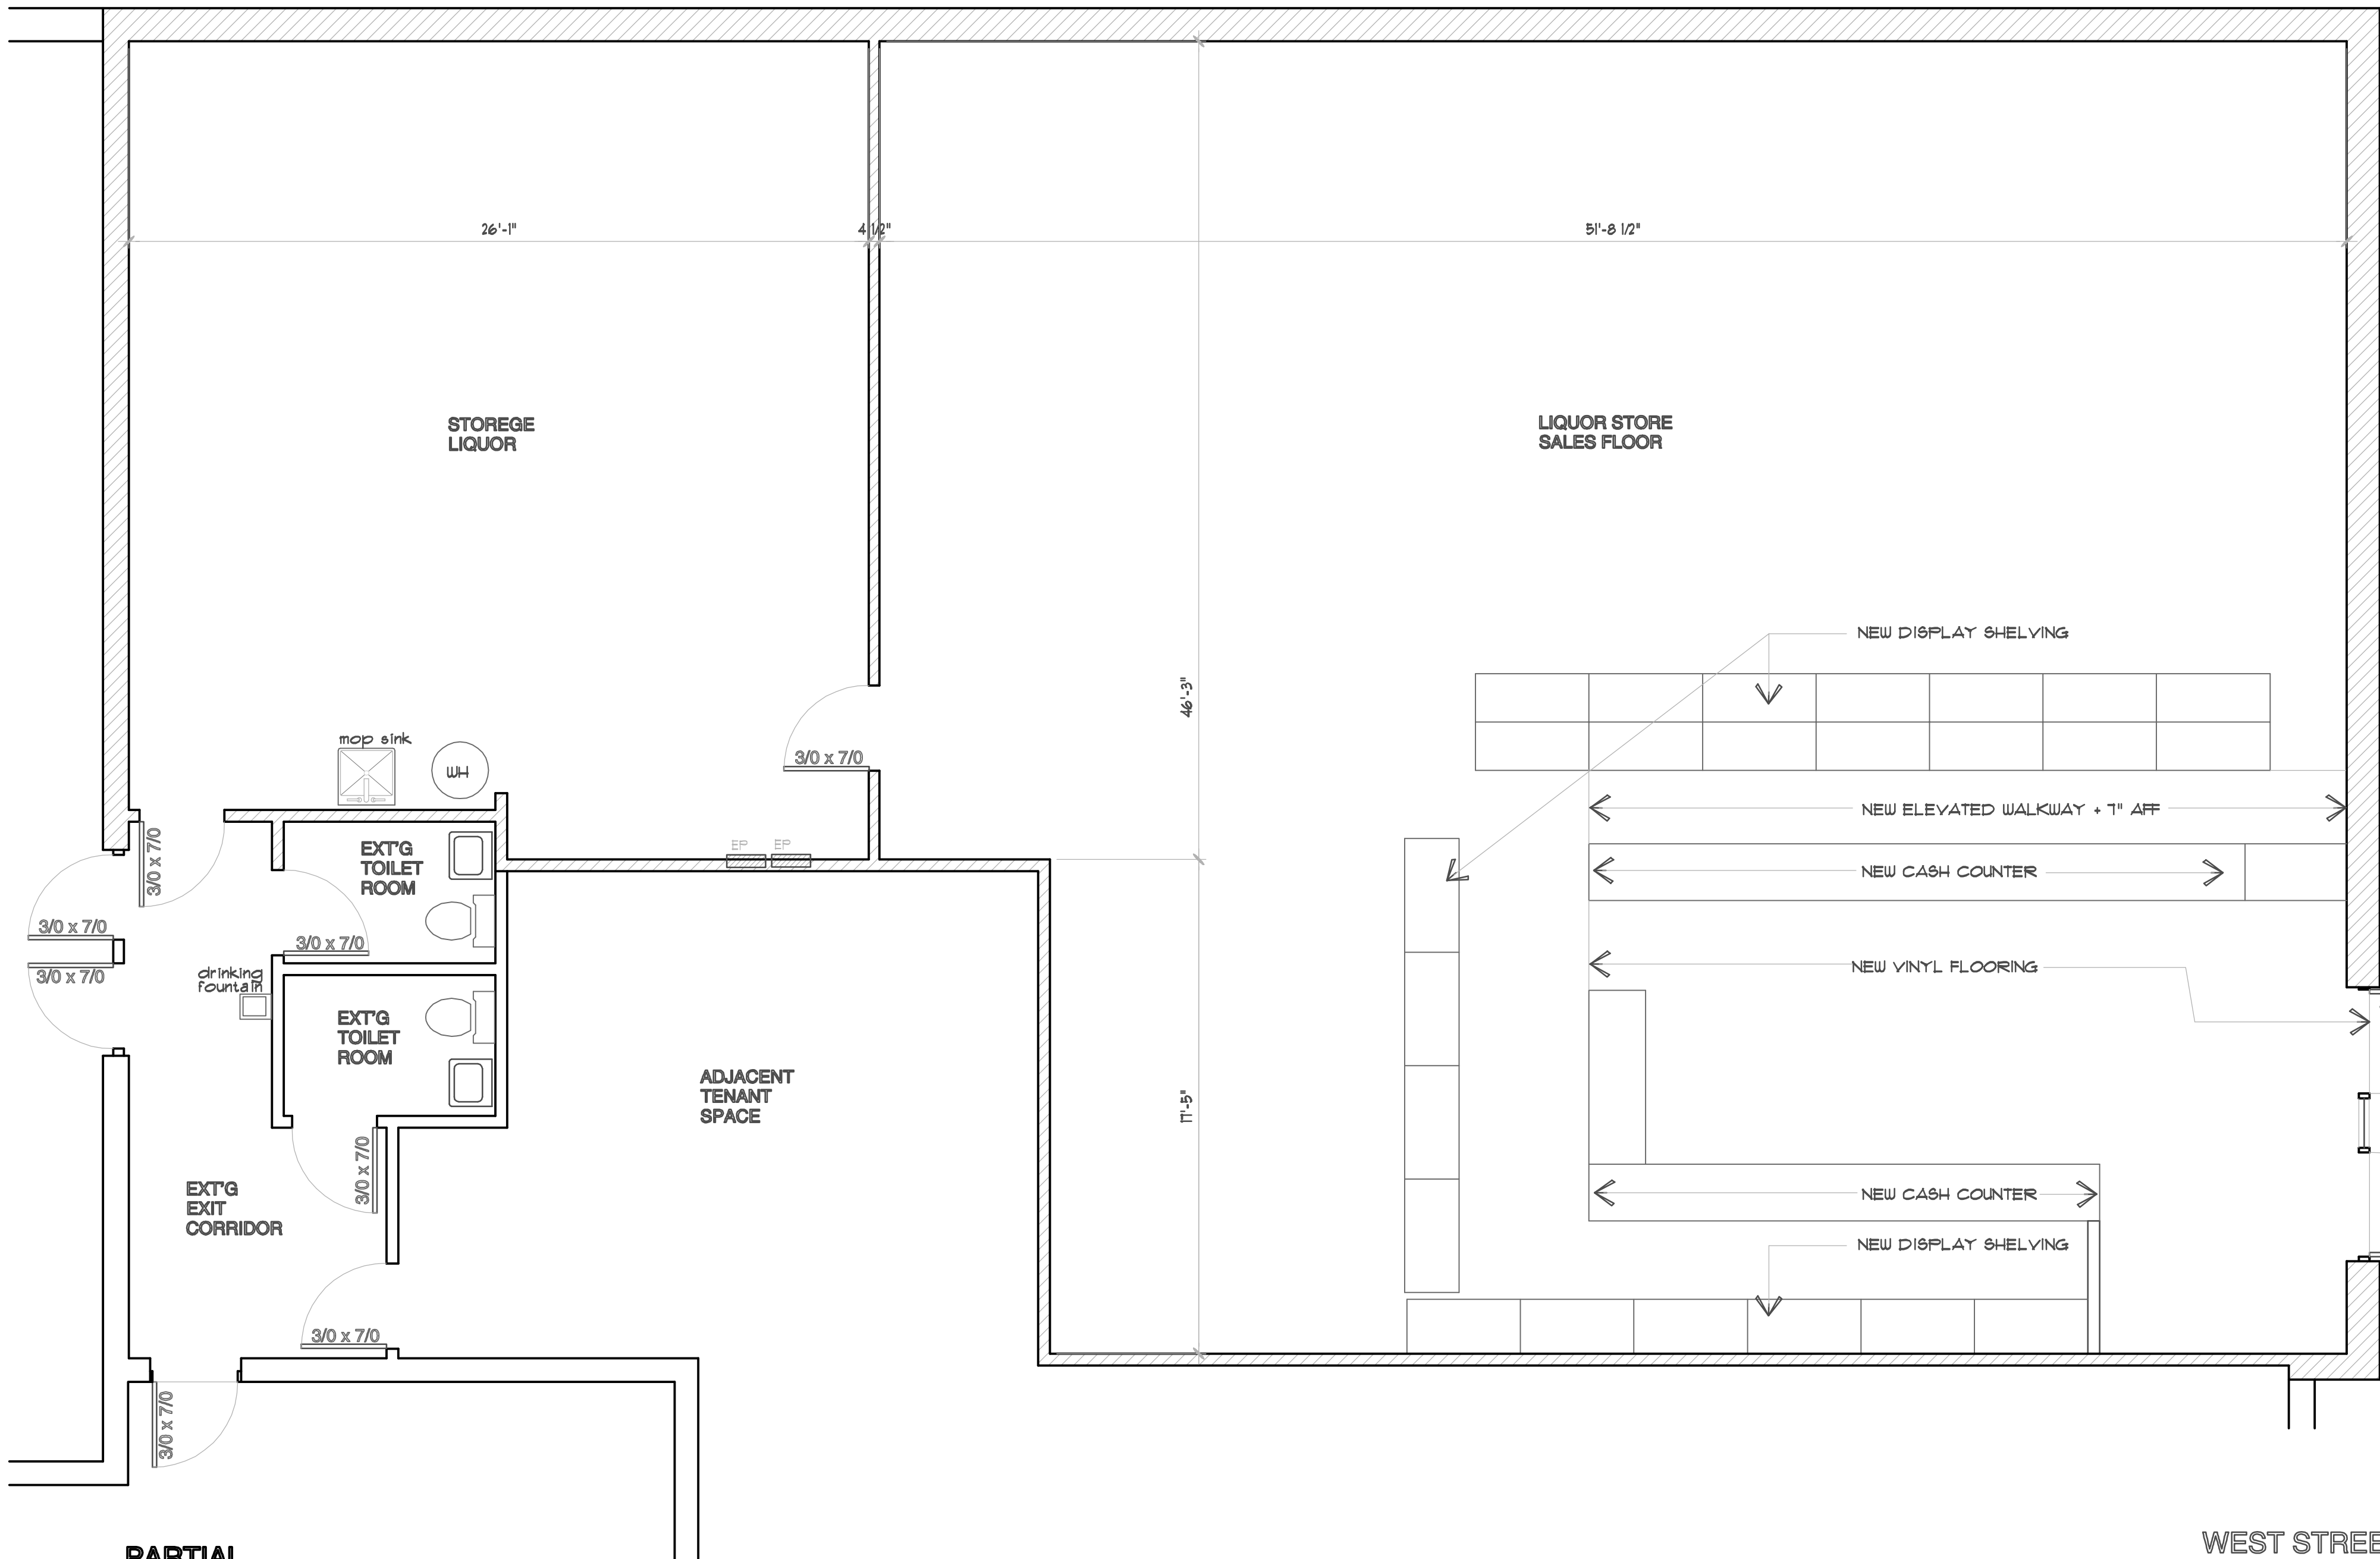 26'-1"
4 1/2"
51'-8 1/2"
STOREGE
LIQUOR
LIQUOR STORE
SALES FLOOR
NEW DISPLAY SHELVING
46'-3"
mop sink
WH
3/0 x 7/0
NEW ELEVATED WALKWAY + 7" AFF
EP
EP
3/0 x 7/0
EXT'G
TOILET
ROOM
NEW CASH COUNTER
3/0 x 7/0
3/0 x 7/0
3/0 x 7/0
drinking
fountain
NEW VINYL FLOORING
EXT'G
TOILET
ROOM
ADJACENT
TENANT
SPACE
17'-5"
3/0 x 7/0
EXT'G
EXIT
CORRIDOR
NEW CASH COUNTER
NEW DISPLAY SHELVING
3/0 x 7/0
3/0 x 7/0
PARTIAL
WEST STREE